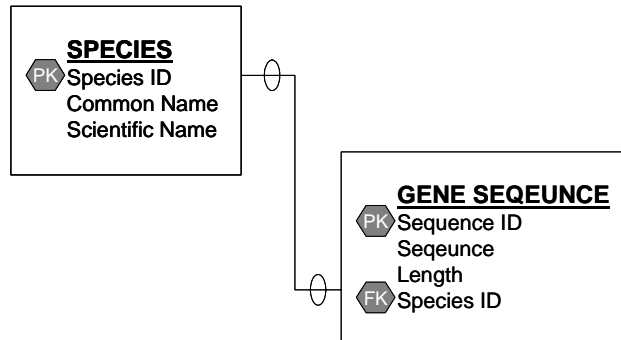 SPECIES
PK Species ID
Common Name
Scientific Name
GENE SEQEUNCE
PK Sequence ID
Seqeunce
Length
FK Species ID